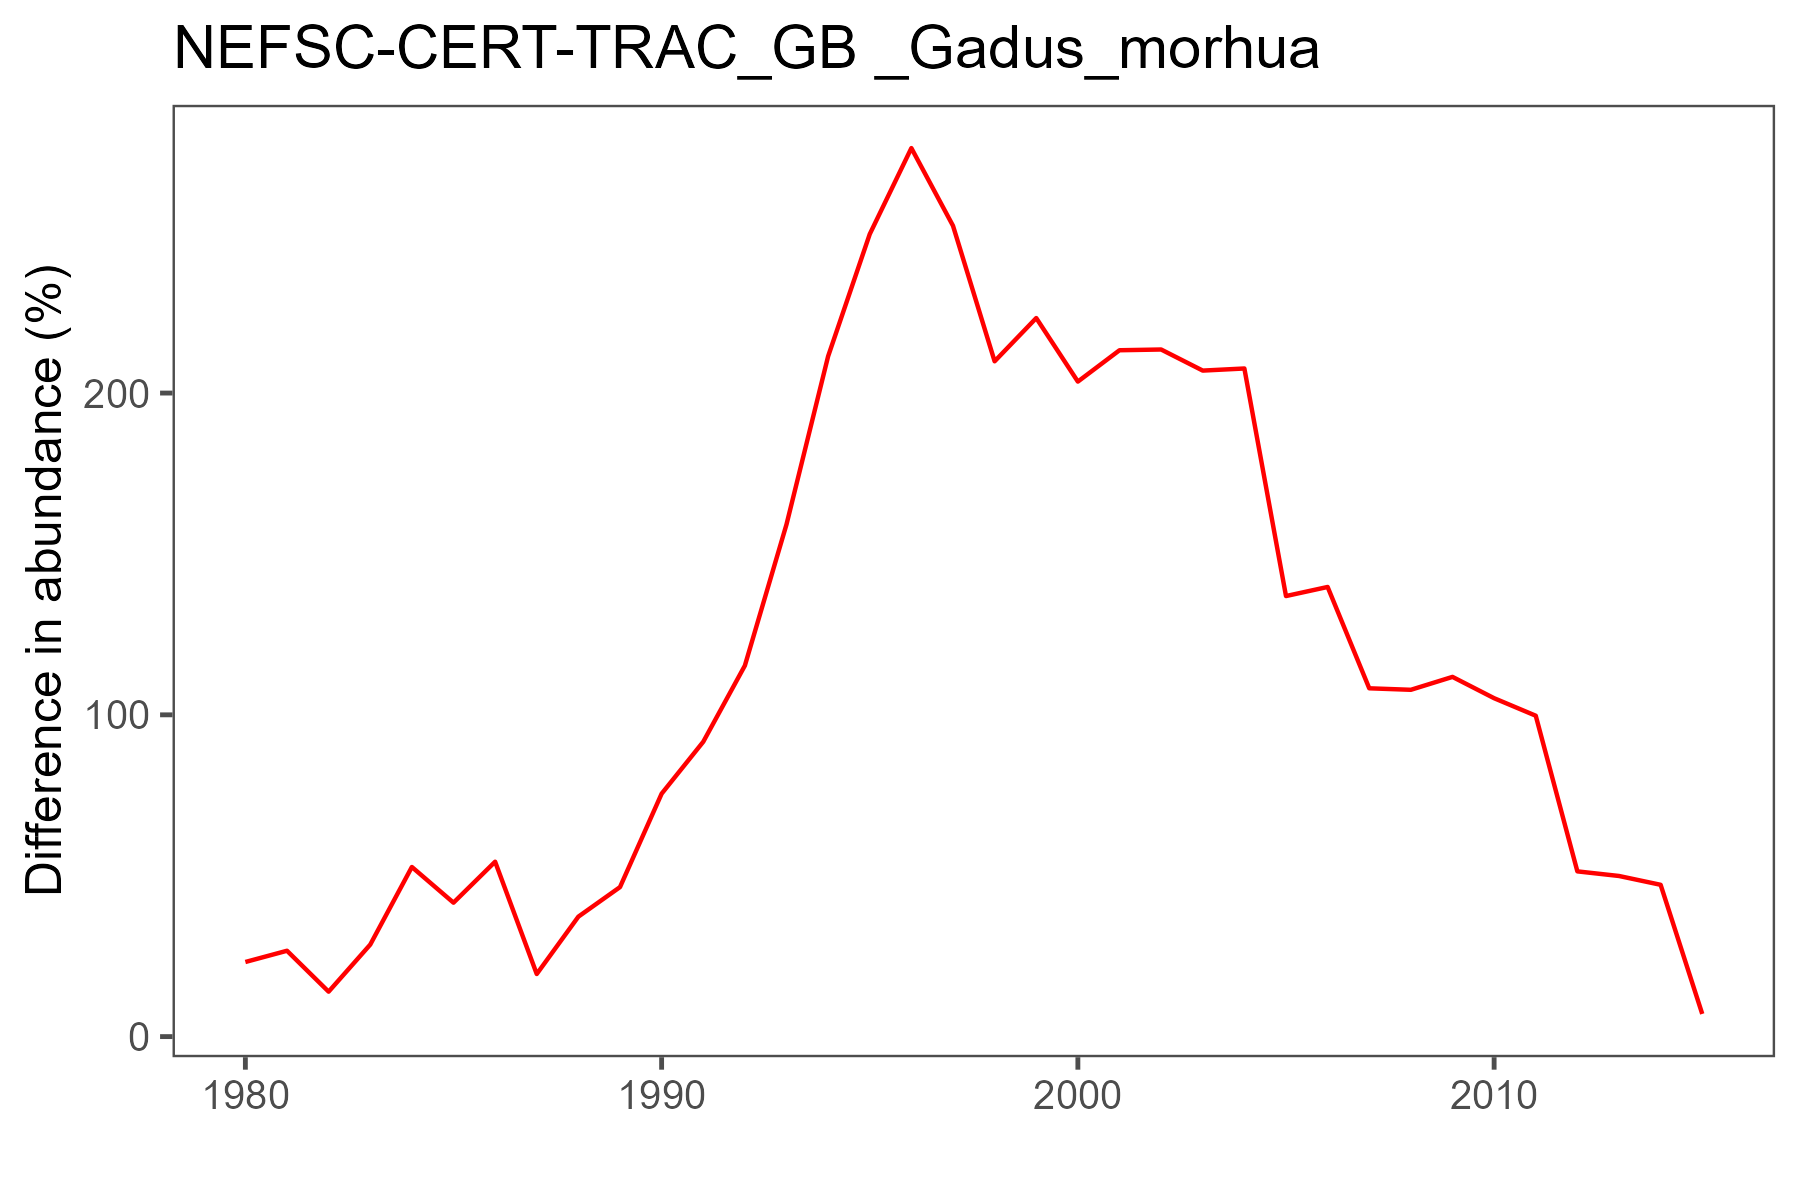 NEFSC-CERT-TRAC_GB _Gadus_morhua
Difference in abundance (%)
200
100
0
1980 1990 2000 2010